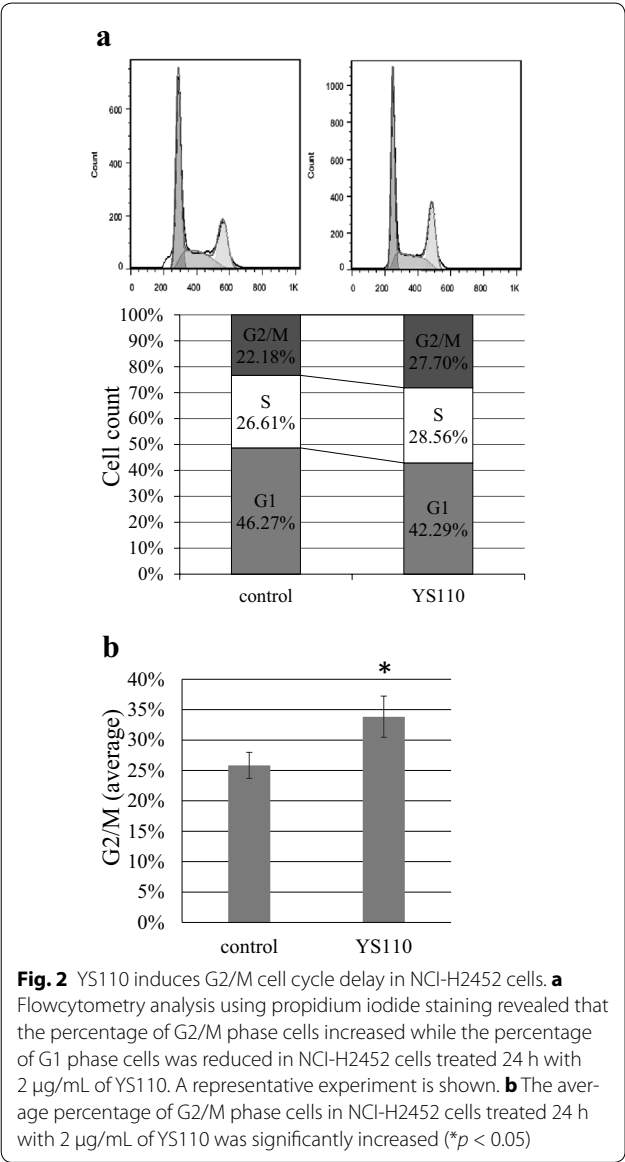 a
Count
600
400
200
0
0 200 400 600 800 1K
Count
1000
800
600
400
200
0
0 200 400 600 800 1K
Cell count
100%
90%
80%
70%
60%
50%
40%
30%
20%
10%
0%
G2/M
22.18%
S
26.61%
G1
46.27%
G2/M
27.70%
S
28.56%
G1
42.29%
control YS110
b
G2/M (average)
40%
35%
30%
25%
20%
15%
10%
5%
0%
*
control YS110
Fig. 2 YS110 induces G2/M cell cycle delay in NCI-H2452 cells. a
Flowcytometry analysis using propidium iodide staining revealed that
the percentage of G2/M phase cells increased while the percentage
of G1 phase cells was reduced in NCI-H2452 cells treated 24 h with
2 μg/mL of YS110. A representative experiment is shown. b The aver-
age percentage of G2/M phase cells in NCI-H2452 cells treated 24 h
with 2 μg/mL of YS110 was significantly increased (*p < 0.05)